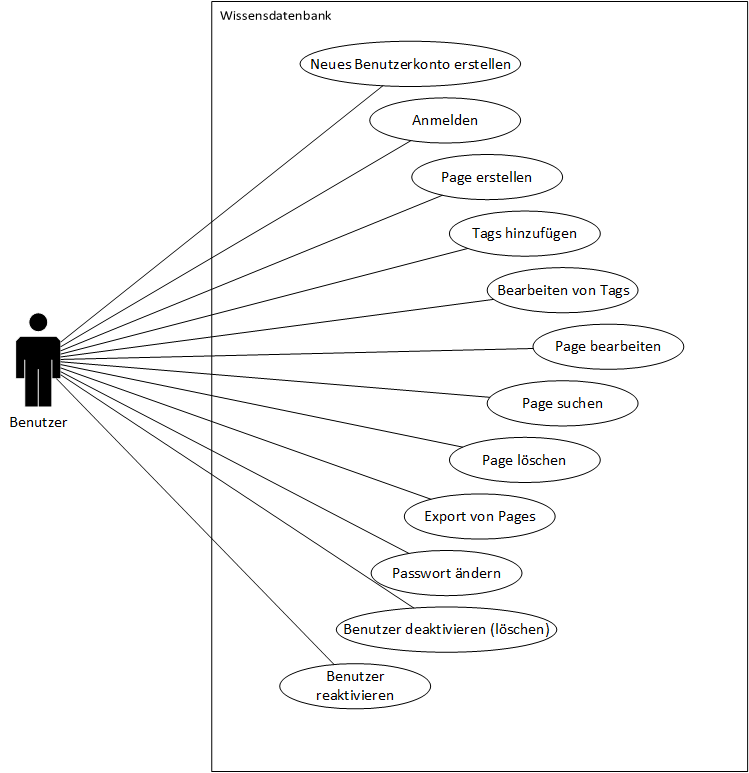 Wissensdatenbank
Neues Benutzerkonto erstellen
Anmelden
Page erstellen
Tags hinzufügen
Bearbeiten von Tags
Page bearbeiten
Page suchen
Benutzer
Page löschen
Export von Pages
Passwort ändern
Benutzer deaktivieren (löschen)
Benutzer
reaktivieren